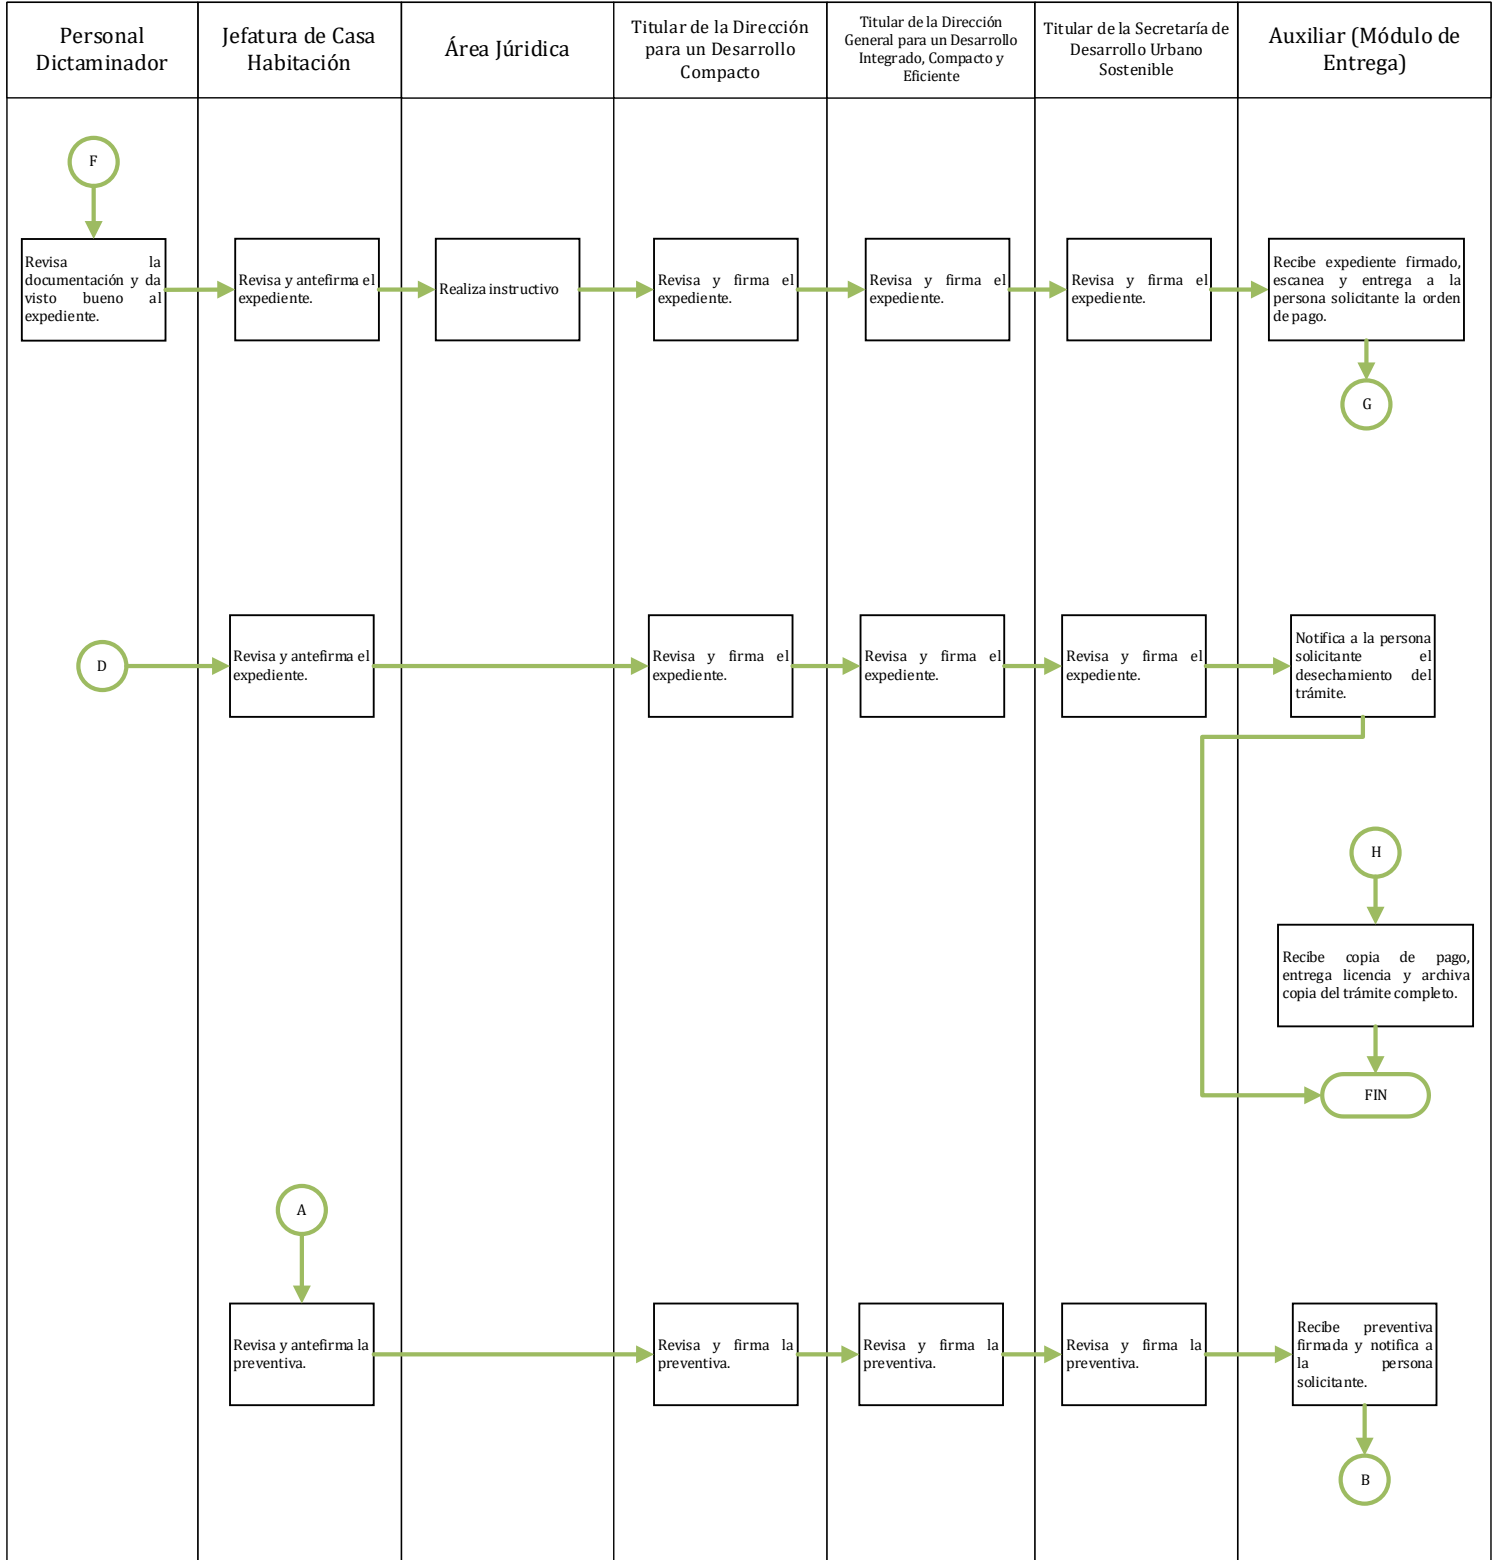 Personal
Dictaminador
Jefatura de Casa
Habitación
Área Júridica
Titular de la Dirección
para un Desarrollo
Compacto
Titular de la Dirección
General para un Desarrollo
Integrado, Compacto y
Eficiente
Titular de la Secretaría de
Desarrollo Urbano
Sostenible
Auxiliar (Módulo de
Entrega)
F
Revisa la
documentación y da
visto bueno al
expediente.
Revisa y antefirma el
expediente.
Realiza instructivo
Revisa y firma el
expediente.
Revisa y firma el
expediente.
Revisa y firma el
expediente.
Recibe expediente firmado,
escanea y entrega a la
persona solicitante la orden
de pago.
G
D
Revisa y antefirma el
expediente.
Revisa y firma el
expediente.
Revisa y firma el
expediente.
Revisa y firma el
expediente.
Notifica a la persona
solicitante el
desechamiento del
trámite.
H
Recibe copia de pago,
entrega licencia y archiva
copia del trámite completo.
FIN
A
Revisa y antefirma la
preventiva.
Revisa y firma la
preventiva.
Revisa y firma la
preventiva.
Revisa y firma la
preventiva.
Recibe preventiva
firmada y notifica a
la persona
solicitante.
B